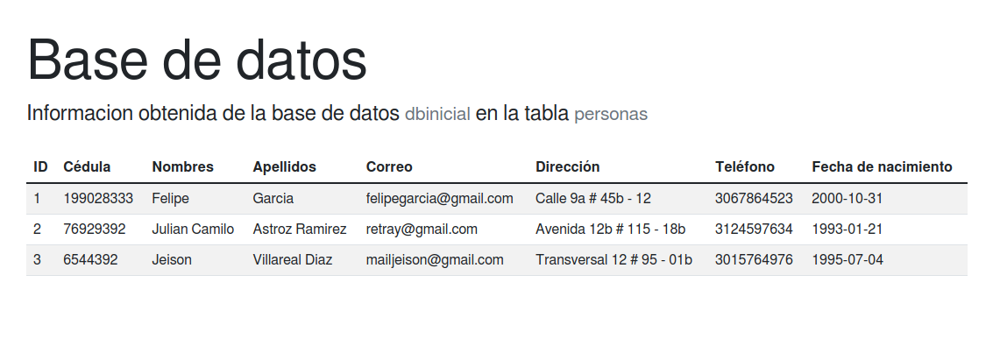 Base de datos
Informacion obtenida de la base de datos dbinicial en la tabla personas
ID Cédula Nombres Apellidos Correo Dirección Teléfono Fecha de nacimiento
1 199028333 Felipe Garcia felipegarcia@gmail.com Calle 9a # 45b - 12 3067864523 2000-10-31
2 76929392 Julian Camilo Astroz Ramirez retray@gmail.com Avenida 12b # 115 - 18b 3124597634 1993-01-21
3 6544392 Jeison Villareal Diaz mailjeison@gmail.com Transversal 12 # 95 - 01b 3015764976 1995-07-04